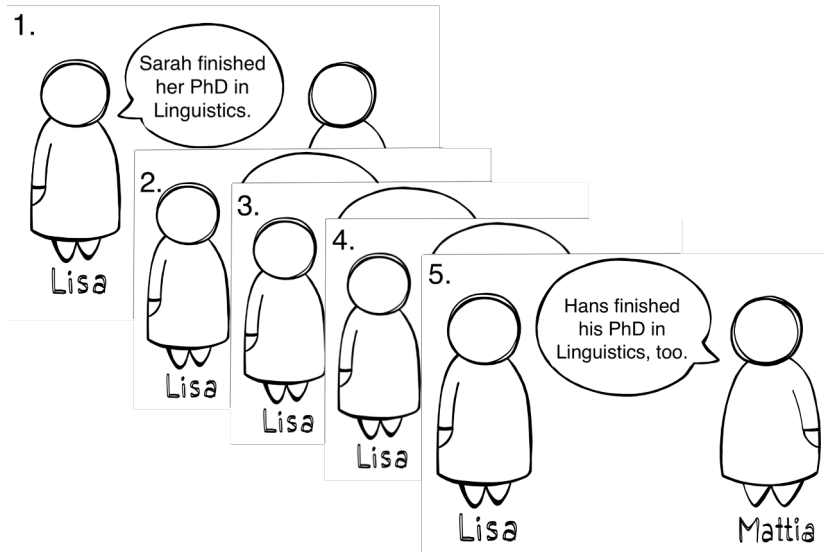 1.
Sarah finished
her PhD in
Linguistics.
Lisa
2.
Lisa
3.
Lisa
4.
Lisa
5.
Hans finished
his PhD in
Linguistics, too.
Lisa
Mattia